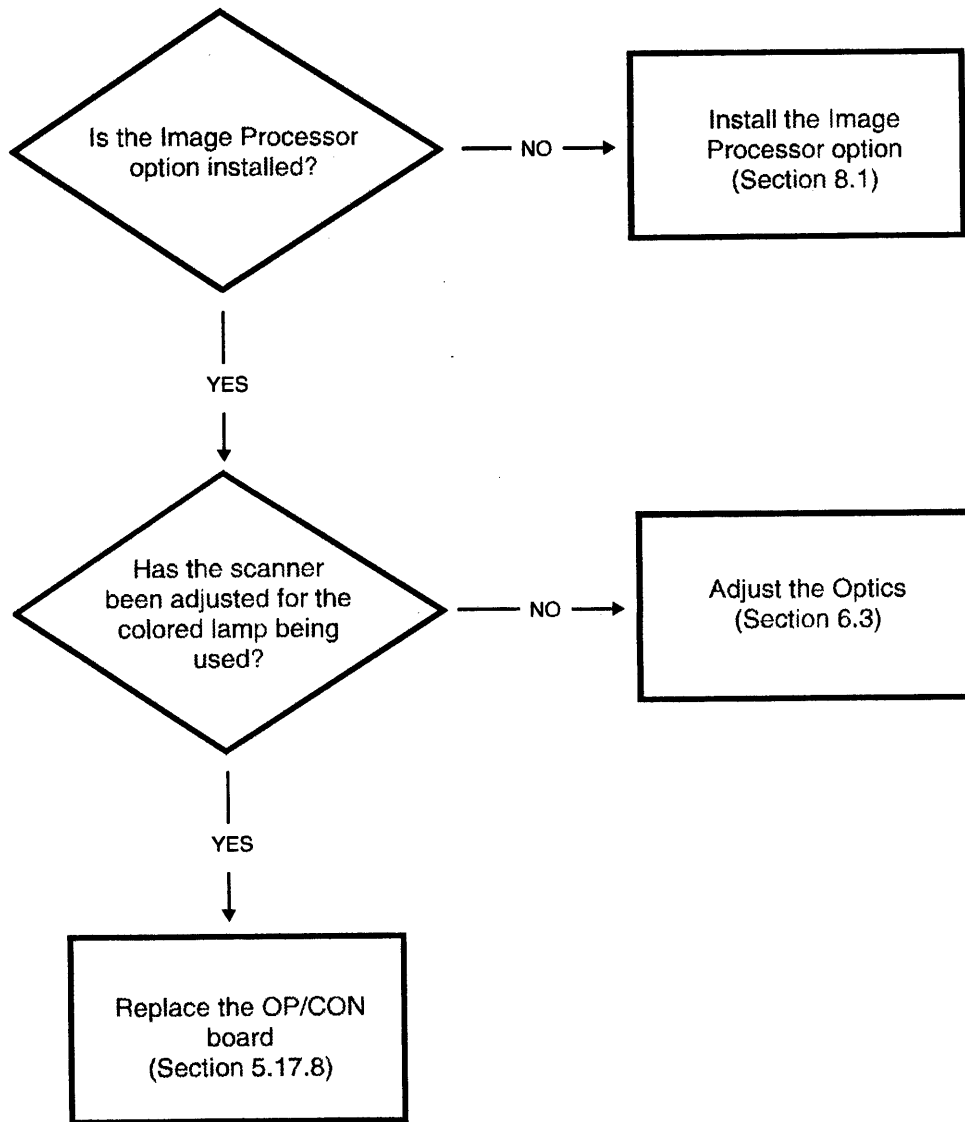 Is the Image Processor
option installed?
NO
Install the Image
Processor option
(Section 8.1)
YES
Has the scanner
been adjusted for the
colored lamp being
used?
NO
Adjust the Optics
(Section 6.3)
YES
Replace the OP/CON
board
(Section 5.17.8)